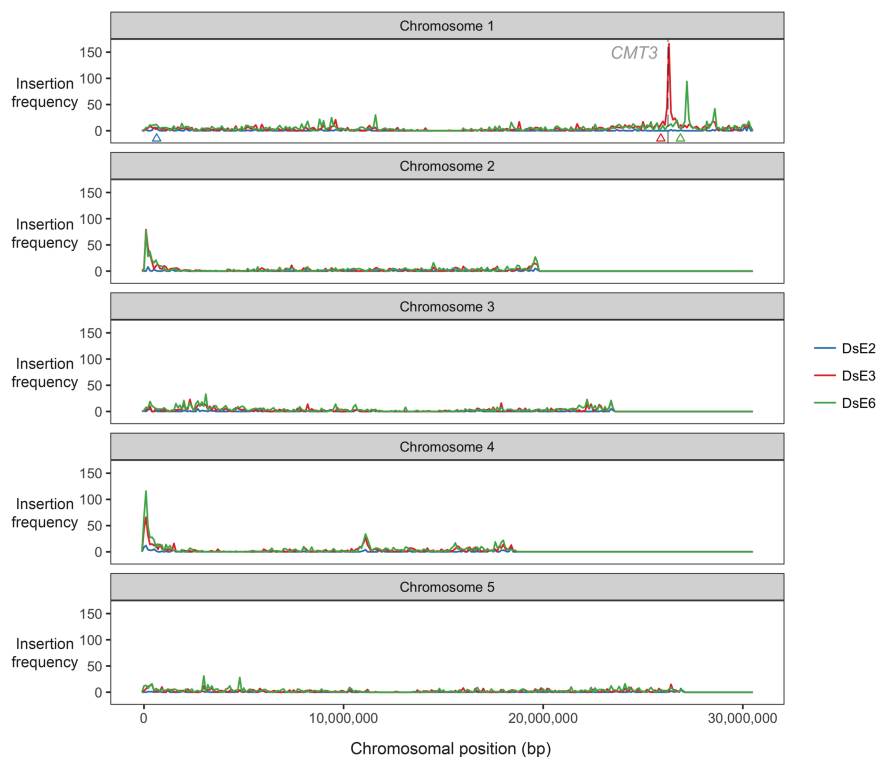 Chromosome 1
Insertion
frequency
150
100
50
0
CMT3
Chromosome 2
Insertion
frequency
150
100
50
0
Chromosome 3
Insertion
frequency
150
100
50
0
DsE2
DsE3
DsE6
Chromosome 4
Insertion
frequency
150
100
50
0
Chromosome 5
Insertion
frequency
150
100
50
0
0 10,000,000 20,000,000 30,000,000
Chromosomal position (bp)